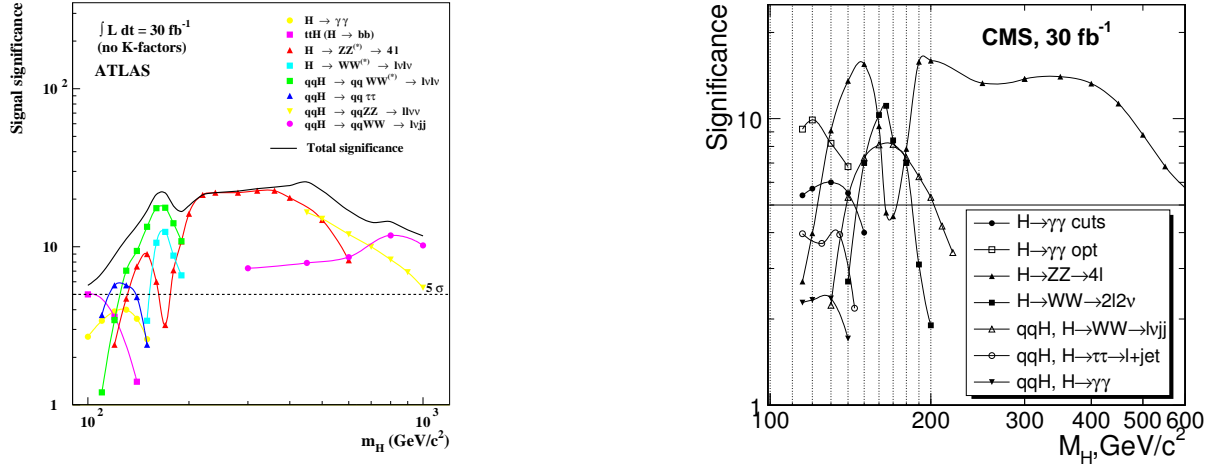 Signal significance
∫ L dt = 30 fb⁻¹
(no K-factors)
ATLAS
H → γγ
ttH (H → bb)
H → ZZ⁽*⁾ → 4l
H → WW⁽*⁾ → lνlν
qqH → qq WW⁽*⁾ → lνlν
qqH → qq ττ
qqH → qqZZ → llνν
qqH → qqWW → lνjj
Total significance
10²
10
1
5 σ
10² 10³
m_H (GeV/c²)
Significance
CMS, 30 fb⁻¹
10
1
H→γγ cuts
H→γγ opt
H→ZZ→4l
H→WW→2l2ν
qqH, H→WW→lνjj
qqH, H→ττ→l+jet
qqH, H→γγ
100 200 300 400 500 600
M_H,GeV/c²